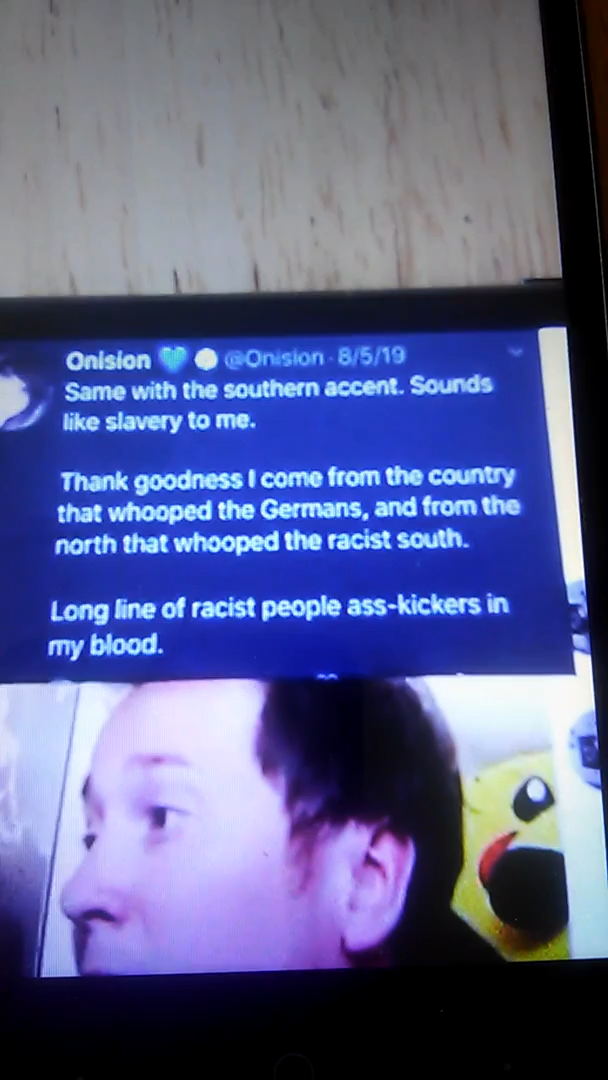 Onision @Onision · 8/5/19
Same with the southern accent. Sounds
like slavery to me.
Thank goodness I come from the country
that whooped the Germans, and from the
north that whooped the racist south.
Long line of racist people ass-kickers in
my blood.